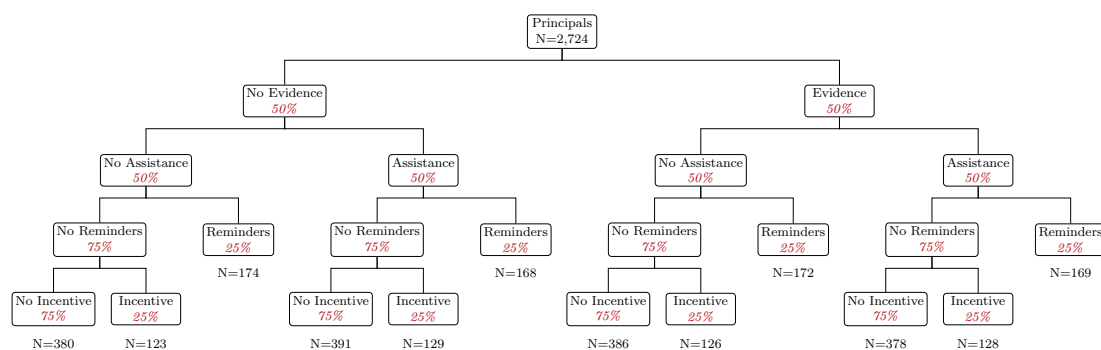 Principals
N=2,724
No Evidence
50%
Evidence
50%
No Assistance
50%
Assistance
50%
No Assistance
50%
Assistance
50%
No Reminders
75%
Reminders
25%
No Reminders
75%
Reminders
25%
No Reminders
75%
Reminders
25%
No Reminders
75%
Reminders
25%
N=174
N=168
N=172
N=169
No Incentive
75%
Incentive
25%
No Incentive
75%
Incentive
25%
No Incentive
75%
Incentive
25%
No Incentive
75%
Incentive
25%
N=380
N=123
N=391
N=129
N=386
N=126
N=378
N=128